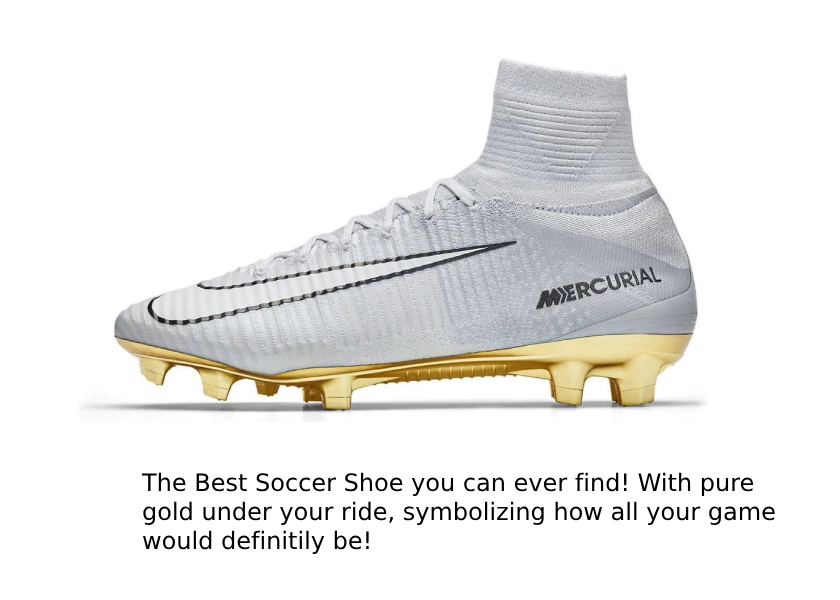 MERCURIAL
The Best Soccer Shoe you can ever find! With pure
gold under your ride, symbolizing how all your game
would definitily be!